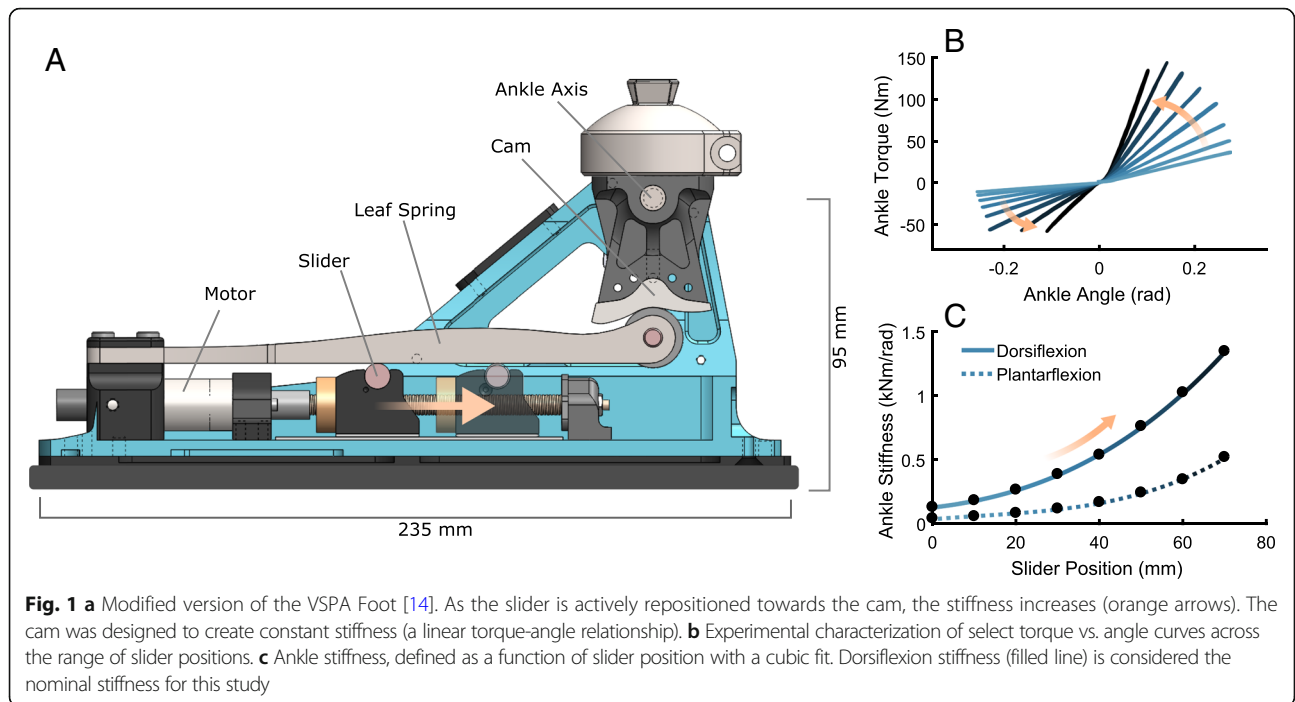 A
Ankle Axis
Cam
Leaf Spring
Slider
Motor
95 mm
235 mm
B
150
100
50
0
-50
Ankle Torque (Nm)
-0.2
0
0.2
Ankle Angle (rad)
C
1.5
1
0.5
0
Ankle Stiffness (kNm/rad)
Dorsiflexion
Plantarflexion
0
20
40
60
80
Slider Position (mm)
Fig. 1 a Modified version of the VSPA Foot [14]. As the slider is actively repositioned towards the cam, the stiffness increases (orange arrows). The
cam was designed to create constant stiffness (a linear torque-angle relationship). b Experimental characterization of select torque vs. angle curves across
the range of slider positions. c Ankle stiffness, defined as a function of slider position with a cubic fit. Dorsiflexion stiffness (filled line) is considered the
nominal stiffness for this study